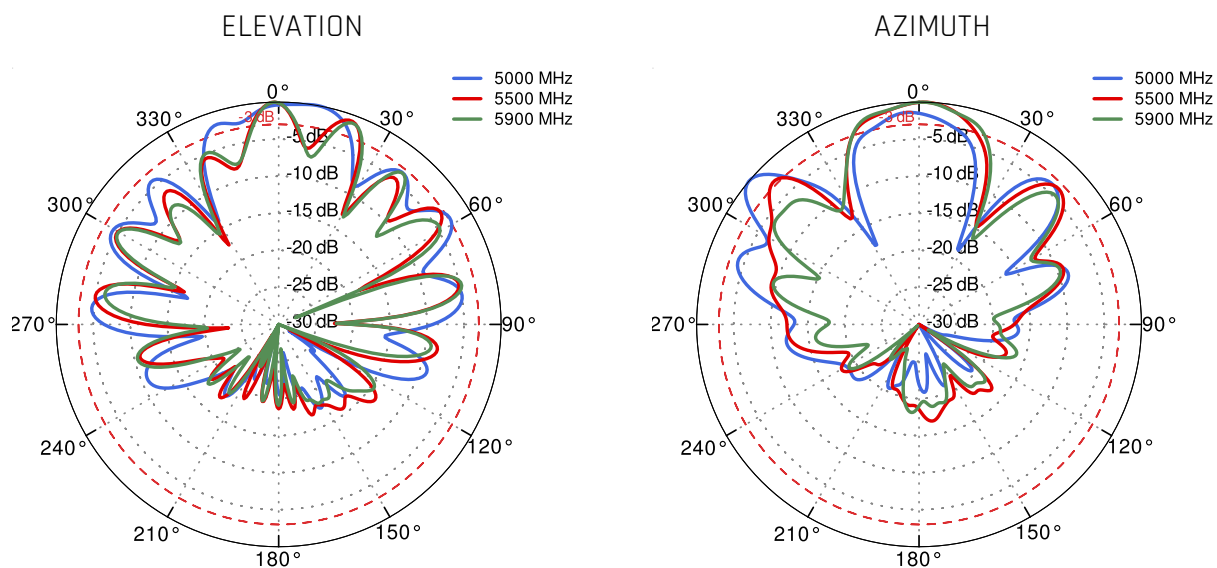 ELEVATION
5000 MHz
5500 MHz
5900 MHz
0°
330°
30°
-3 dB
-5 dB
-10 dB
-15 dB
300°
60°
-20 dB
-25 dB
270°
-30 dB
90°
240°
120°
210°
150°
180°
AZIMUTH
5000 MHz
5500 MHz
5900 MHz
0°
330°
30°
-3 dB
-5 dB
-10 dB
-15 dB
300°
60°
-20 dB
-25 dB
270°
-30 dB
90°
240°
120°
210°
150°
180°